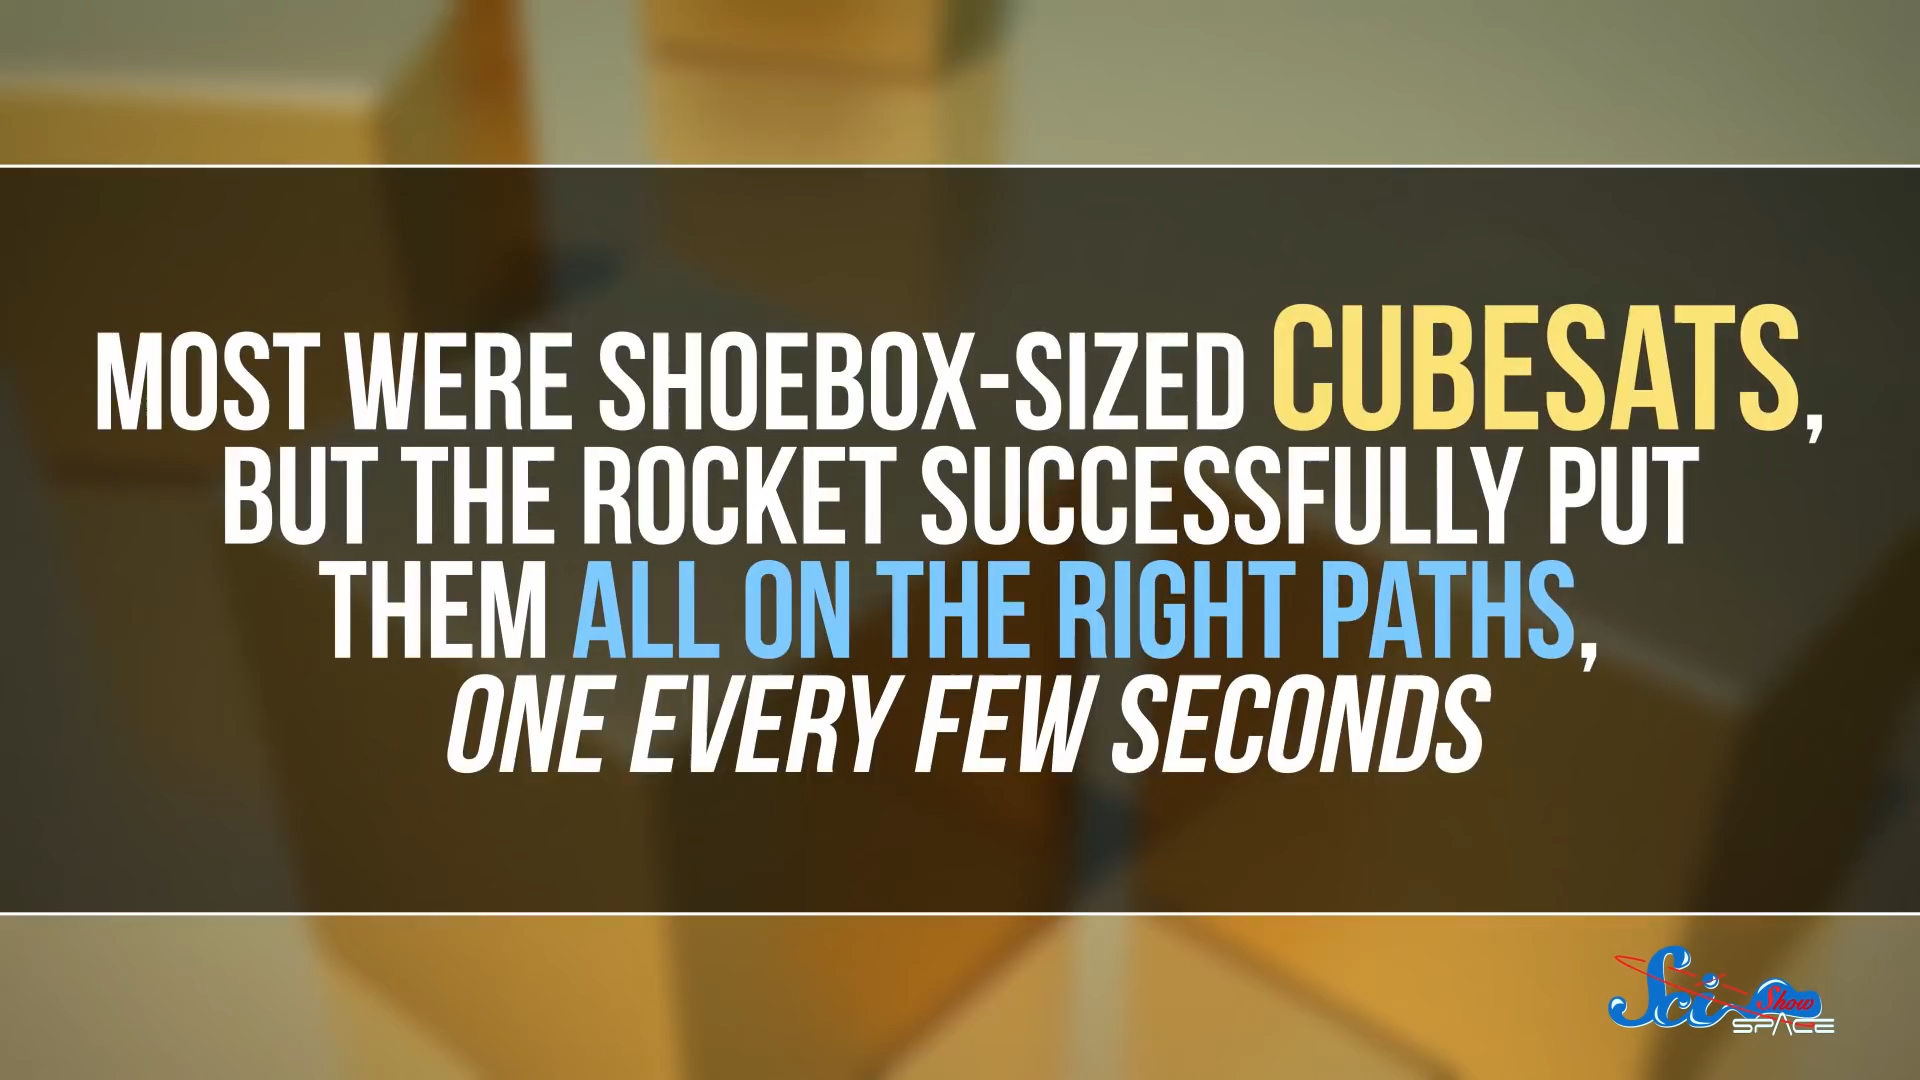 MOST WERE SHOEBOX-SIZED CUBESATS,
BUT THE ROCKET SUCCESSFULLY PUT
THEM ALL ON THE RIGHT PATHS,
ONE EVERY FEW SECONDS
Sci Show
SPACE